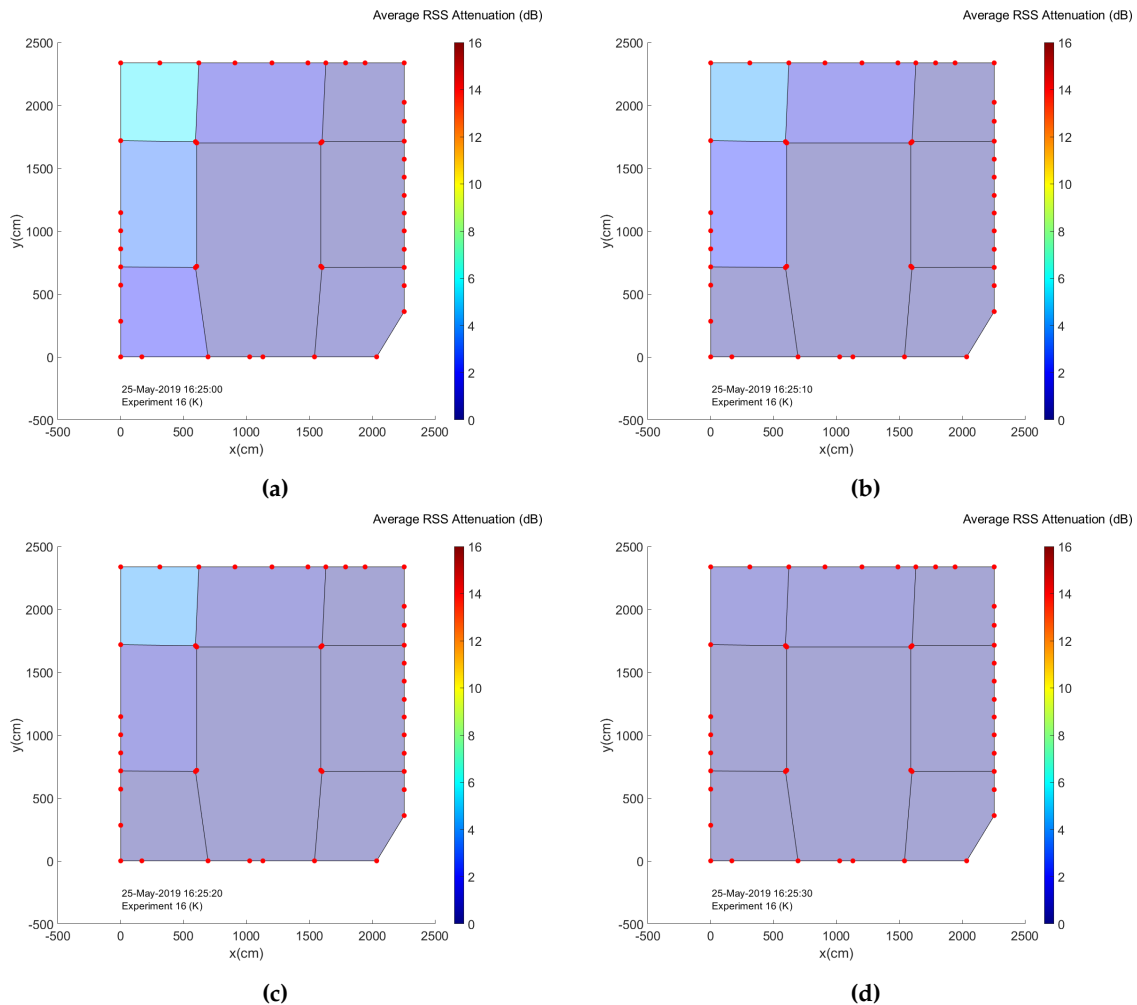 Average RSS Attenuation (dB)
2500
2000
1500
1000
500
0
-500
y(cm)
16
14
12
10
8
6
4
2
0
25-May-2019 16:25:00
Experiment 16 (K)
-500 0 500 1000 1500 2000 2500
x(cm)
(a)
Average RSS Attenuation (dB)
2500
2000
1500
1000
500
0
-500
y(cm)
16
14
12
10
8
6
4
2
0
25-May-2019 16:25:10
Experiment 16 (K)
-500 0 500 1000 1500 2000 2500
x(cm)
(b)
Average RSS Attenuation (dB)
2500
2000
1500
1000
500
0
-500
y(cm)
16
14
12
10
8
6
4
2
0
25-May-2019 16:25:20
Experiment 16 (K)
-500 0 500 1000 1500 2000 2500
x(cm)
(c)
Average RSS Attenuation (dB)
2500
2000
1500
1000
500
0
-500
y(cm)
16
14
12
10
8
6
4
2
0
25-May-2019 16:25:30
Experiment 16 (K)
-500 0 500 1000 1500 2000 2500
x(cm)
(d)